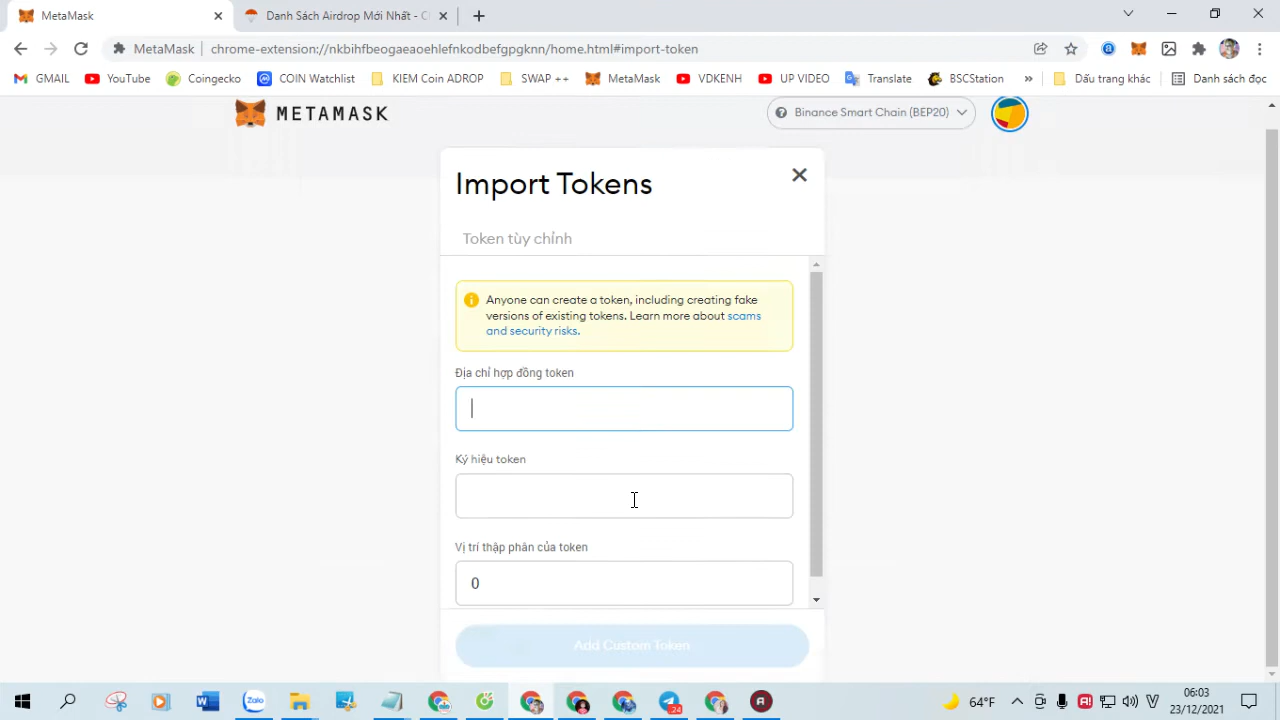 MetaMask
Danh Sách Airdrop Mới Nhất - C
MetaMask
chrome-extension://nkbihfbeogaeaoehlefnkodbefgpgknn/home.html#import-token
GMAIL
YouTube
Coingecko
COIN Watchlist
KIEM Coin ADROP
SWAP ++
MetaMask
VDKENH
UP VIDEO
Translate
BSCStation
»
Dấu trang khác
Danh sách đọc
METAMASK
Binance Smart Chain (BEP20)
Import Tokens
Token tùy chỉnh
Anyone can create a token, including creating fake
versions of existing tokens. Learn more about scams
and security risks.
Địa chỉ hợp đồng token
Ký hiệu token
Vị trí thập phân của token
0
Add Custom Token
Zalo
24
64°F
06:03
23/12/2021